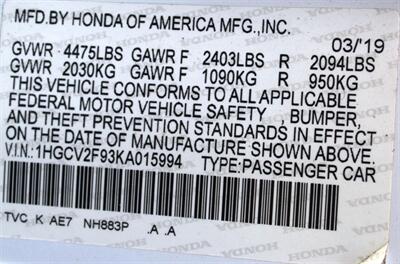 MFD.BY HONDA OF AMERICA MFG.,INC.
03/'19
GVWR 4475LBS GAWR F 2403LBS R 2094LBS
GVWR 2030KG GAWR F 1090KG R 950KG
THIS VEHICLE CONFORMS TO ALL APPLICABLE
FEDERAL MOTOR VEHICLE SAFETY BUMPER,
AND THEFT PREVENTION STANDARDS IN EFFECT
ON THE DATE OF MANUFACTURE SHOWN ABOVE.
V.I.N.: 1HGCV2F93KA015994 TYPE:PASSENGER CAR
TVC K AE7 NH883P .A .A
HONDA